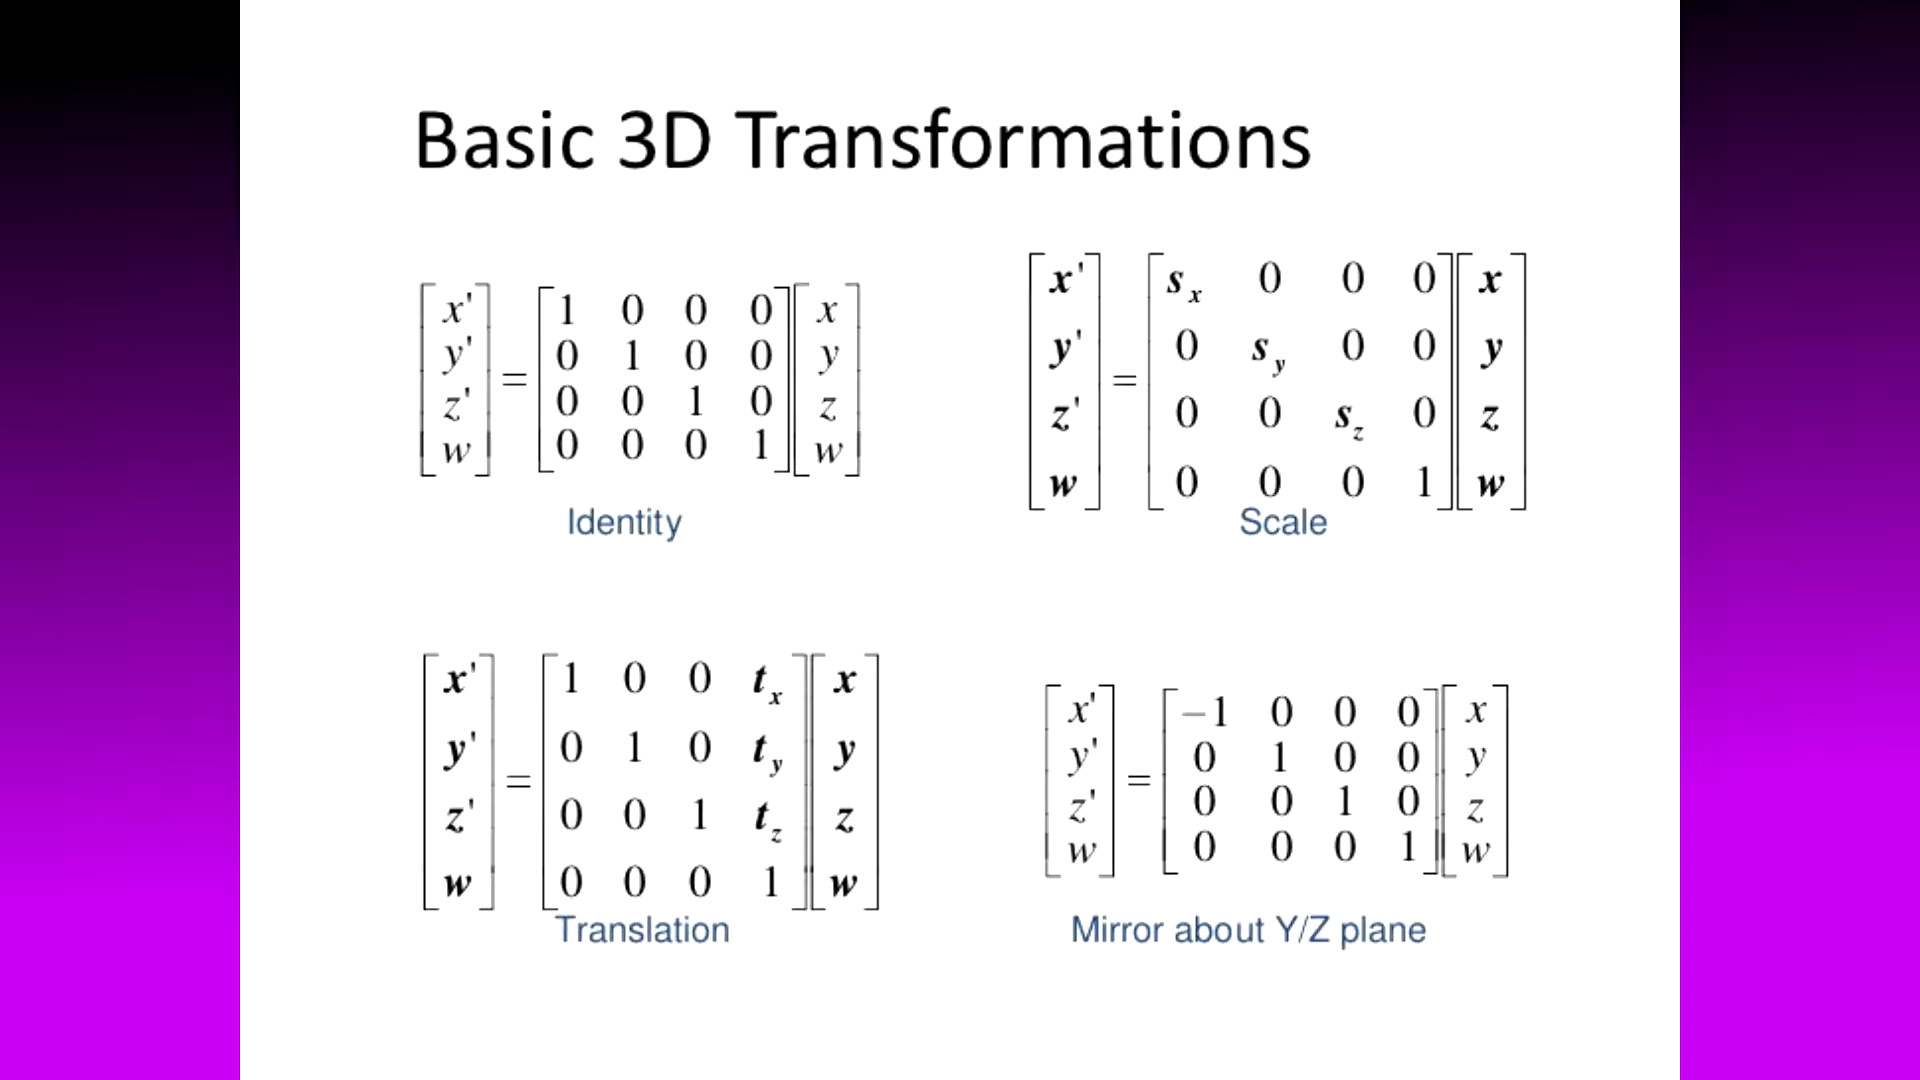 Basic 3D Transformations
[x' y' z' w] = [1 0 0 0; 0 1 0 0; 0 0 1 0; 0 0 0 1] [x y z w]
Identity
[x' y' z' w] = [s_x 0 0 0; 0 s_y 0 0; 0 0 s_z 0; 0 0 0 1] [x y z w]
Scale
[x' y' z' w] = [1 0 0 t_x; 0 1 0 t_y; 0 0 1 t_z; 0 0 0 1] [x y z w]
Translation
[x' y' z' w] = [−1 0 0 0; 0 1 0 0; 0 0 1 0; 0 0 0 1] [x y z w]
Mirror about Y/Z plane